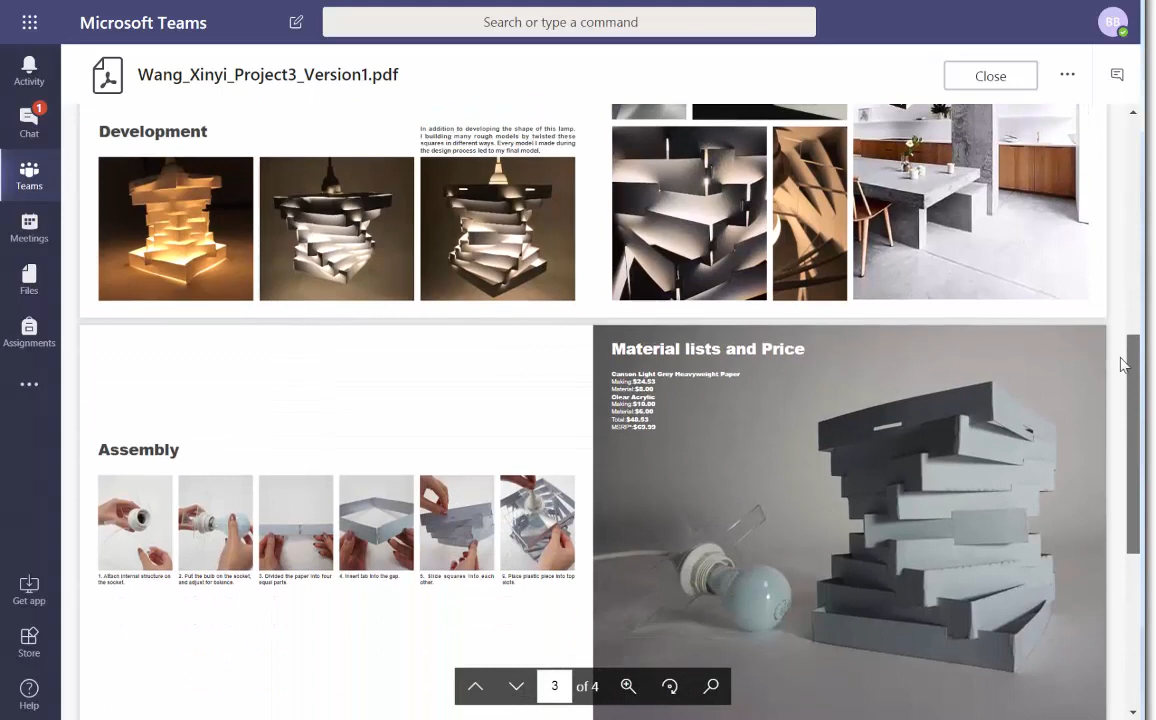 Microsoft Teams
Search or type a command
BB
Activity
Chat
1
Teams
Meetings
Files
Assignments
Get app
Store
Help
Wang_Xinyi_Project3_Version1.pdf
Close
Development
In addition to developing the shape of this lamp.
I building many rough models by twisted these
squares in different ways. Every model I made during
the design process led to my final model.
Assembly
1. Attach internal structure on
the socket.
2. Put the bulb on the socket,
and adjust for balance.
3. Divided the paper into four
equal parts.
4. Insert tab into the gap.
5. Slide squares into each
other.
6. Place plastic piece into top
slots.
Material lists and Price
Canson Light Grey Heavyweight Paper
Making:$24.53
Material:$8.00
Clear Acrylic
Making:$10.00
Material:$6.00
Total:$48.53
MSRP*:$69.99
3 of 4